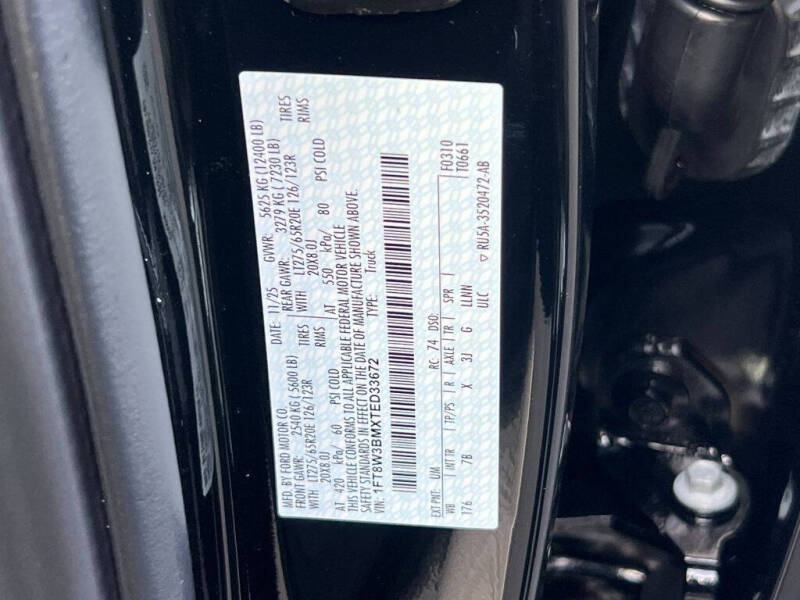 MFD. BY FORD MOTOR CO.
DATE: 11/25 GVWR: 5625 KG (12400 LB)
FRONT GAWR: 2540 KG (5600 LB) REAR GAWR: 3279 KG (7230 LB)
WITH LT275/65R20E 126/123R TIRES WITH LT275/65R20E 126/123R TIRES
20X8.0J RIMS 20X8.0J RIMS
AT 420 kPa/ 60 PSI COLD AT 550 kPa/ 80 PSI COLD
THIS VEHICLE CONFORMS TO ALL APPLICABLE FEDERAL MOTOR VEHICLE
SAFETY STANDARDS IN EFFECT ON THE DATE OF MANUFACTURE SHOWN ABOVE.
VIN: 1FT8W3BMXTED33672 TYPE: Truck
EXT PNT: UM RC: 74 DSO: F0310
T0661
WB INT TR TP/PS R AXLE TR SPR
176 7B X 3J G LLNN
ULC ▽ RU5A-3520472-AB